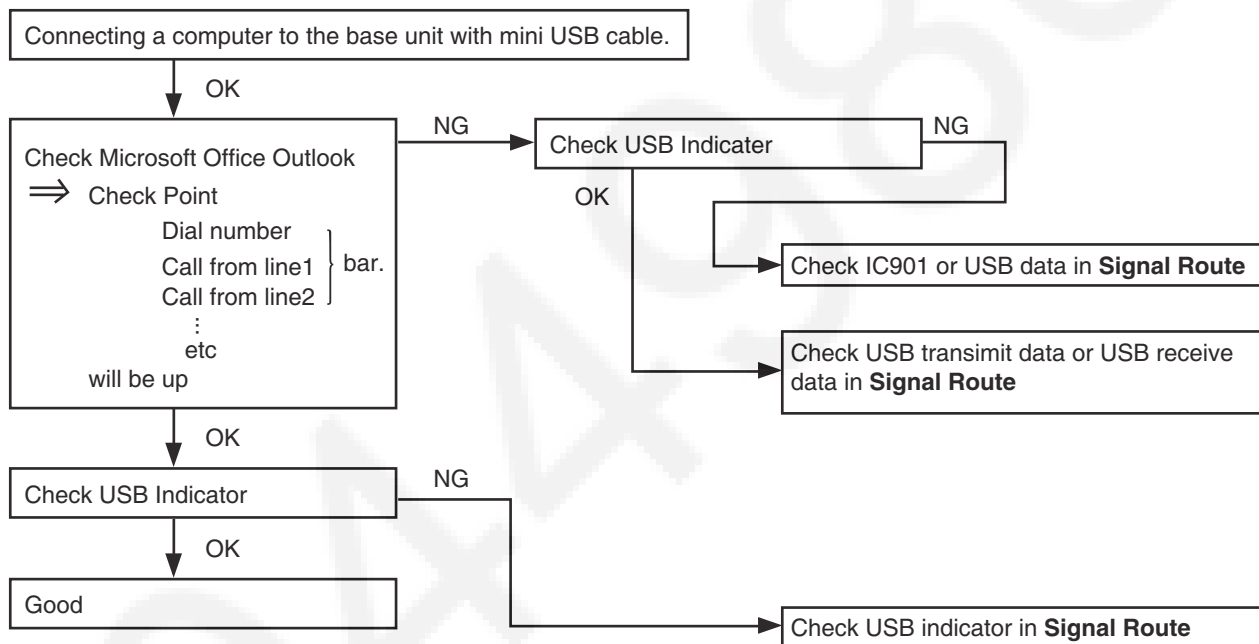 Connecting a computer to the base unit with mini USB cable.
OK
Check Microsoft Office Outlook
⇒ Check Point
Dial number
Call from line1
Call from line2
} bar.
⋮
etc
will be up
NG
Check USB Indicater
NG
OK
Check IC901 or USB data in Signal Route
Check USB transimit data or USB receive
data in Signal Route
OK
Check USB Indicator
NG
OK
Good
Check USB indicator in Signal Route